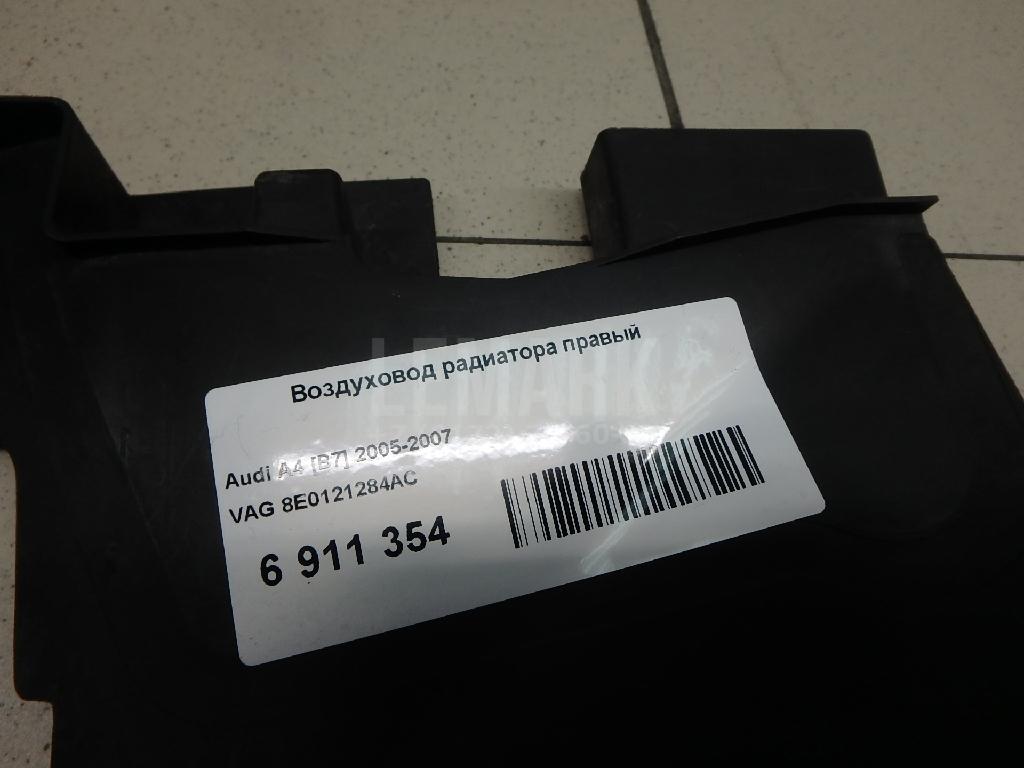 Воздуховод радиатора правый
LEMARK
Audi A4 [B7] 2005-2007
VAG 8E0121284AC
6 911 354